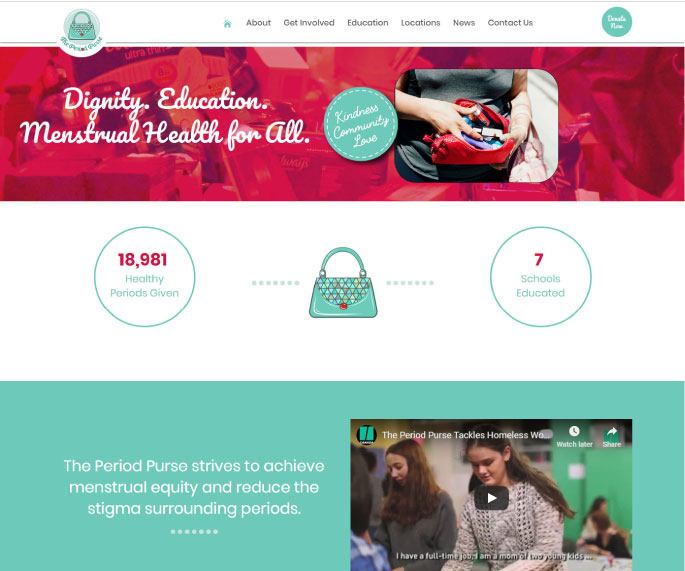 The Period Purse
About
Get Involved
Education
Locations
News
Contact Us
Donate
Now
Dignity. Education.
Menstrual Health for All.
Kindness
Community
Love
ultra thin
always
18,981
Healthy
Periods Given
7
Schools
Educated
The Period Purse strives to achieve
menstrual equity and reduce the
stigma surrounding periods.
The Period Purse Tackles Homeless Wo...
Watch later
Share
I have a full-time job, I am a mom of two young kids ...